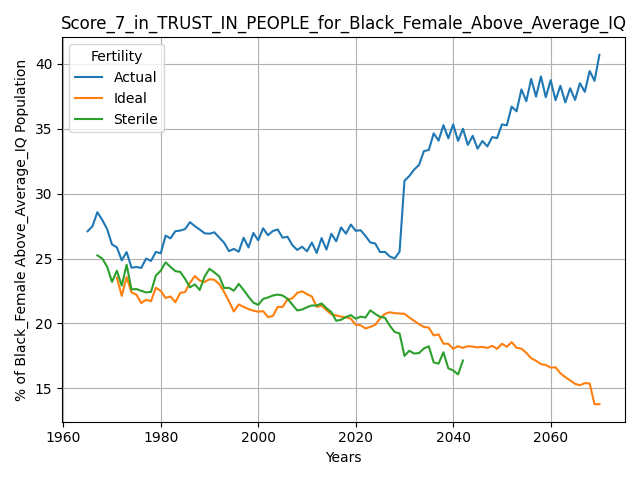 Score_7_in_TRUST_IN_PEOPLE_for_Black_Female_Above_Average_IQ
Fertility
Actual
Ideal
Sterile
% of Black_Female Above_Average_IQ Population
40
35
30
25
20
15
1960
1980
2000
2020
2040
2060
Years